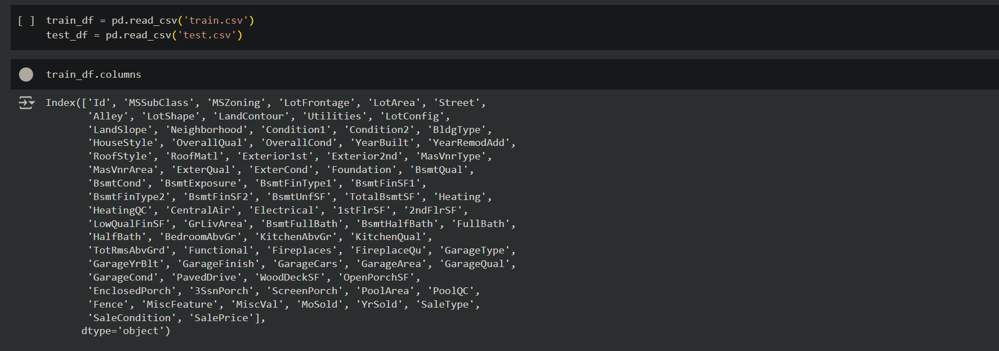 [ ] train_df = pd.read_csv('train.csv')
test_df = pd.read_csv('test.csv')
train_df.columns
Index(['Id', 'MSSubClass', 'MSZoning', 'LotFrontage', 'LotArea', 'Street',
'Alley', 'LotShape', 'LandContour', 'Utilities', 'LotConfig',
'LandSlope', 'Neighborhood', 'Condition1', 'Condition2', 'BldgType',
'HouseStyle', 'OverallQual', 'OverallCond', 'YearBuilt', 'YearRemodAdd',
'RoofStyle', 'RoofMatl', 'Exterior1st', 'Exterior2nd', 'MasVnrType',
'MasVnrArea', 'ExterQual', 'ExterCond', 'Foundation', 'BsmtQual',
'BsmtCond', 'BsmtExposure', 'BsmtFinType1', 'BsmtFinSF1',
'BsmtFinType2', 'BsmtFinSF2', 'BsmtUnfSF', 'TotalBsmtSF', 'Heating',
'HeatingQC', 'CentralAir', 'Electrical', '1stFlrSF', '2ndFlrSF',
'LowQualFinSF', 'GrLivArea', 'BsmtFullBath', 'BsmtHalfBath', 'FullBath',
'HalfBath', 'BedroomAbvGr', 'KitchenAbvGr', 'KitchenQual',
'TotRmsAbvGrd', 'Functional', 'Fireplaces', 'FireplaceQu', 'GarageType',
'GarageYrBlt', 'GarageFinish', 'GarageCars', 'GarageArea', 'GarageQual',
'GarageCond', 'PavedDrive', 'WoodDeckSF', 'OpenPorchSF',
'EnclosedPorch', '3SsnPorch', 'ScreenPorch', 'PoolArea', 'PoolQC',
'Fence', 'MiscFeature', 'MiscVal', 'MoSold', 'YrSold', 'SaleType',
'SaleCondition', 'SalePrice'],
dtype='object')